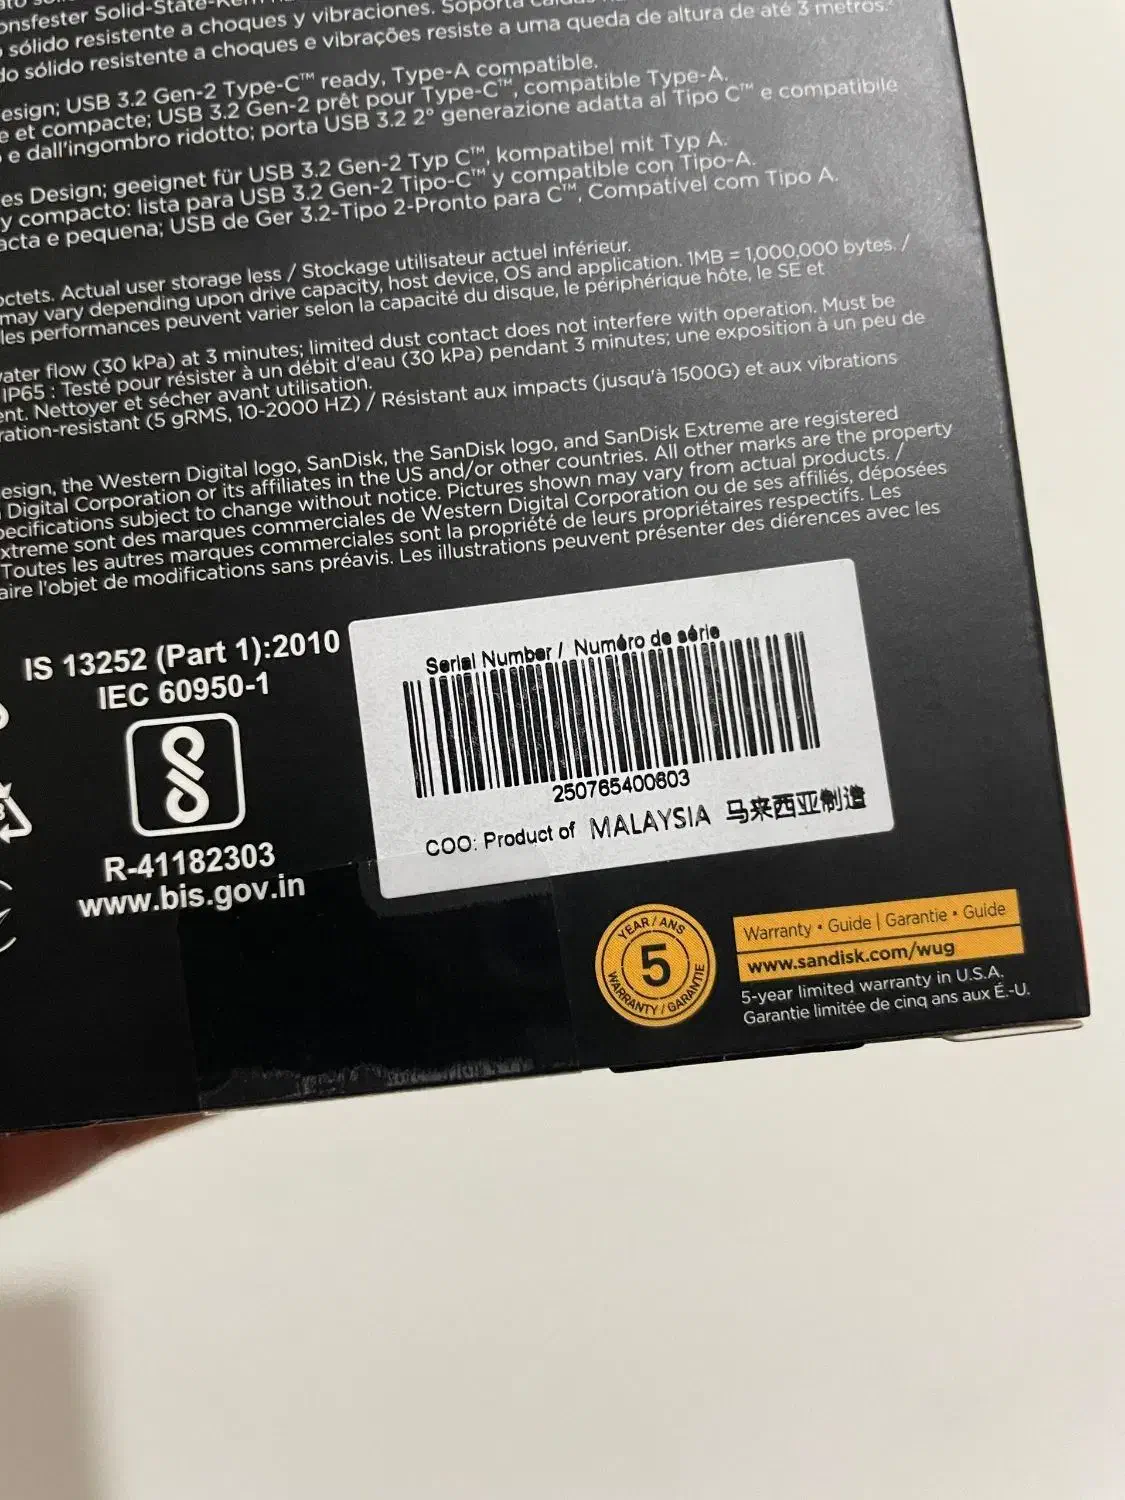 onsfester Solid-State-Kern
sólido resistente a choques y vibraciones. Soporta caídas
do sólido resistente a choques e vibrações resiste a uma queda de altura de até 3 metros.
esign; USB 3.2 Gen-2 Type-C™ ready, Type-A compatible.
e et compacte; USB 3.2 Gen-2 prêt pour Type-C™, compatible Type-A.
e dall'ingombro ridotto; porta USB 3.2 2° generazione adatta al Tipo C™ e compatibile
es Design; geeignet für USB 3.2 Gen-2 Typ C™, kompatibel mit Typ A.
y compacto: lista para USB 3.2 Gen-2 Tipo-C™ y compatible con Tipo-A.
acta e pequena; USB de Ger 3.2-Tipo 2-Pronto para C™, Compatível com Tipo A.
octets. Actual user storage less / Stockage utilisateur actuel inférieur.
may vary depending upon drive capacity, host device, OS and application. 1MB = 1,000,000 bytes. /
les performances peuvent varier selon la capacité du disque, le périphérique hôte, le SE et
vater flow (30 kPa) at 3 minutes; limited dust contact does not interfere with operation. Must be
IP65 : Testé pour résister à un débit d'eau (30 kPa) pendant 3 minutes; une exposition à un peu de
ent. Nettoyer et sécher avant utilisation.
ration-resistant (5 gRMS, 10-2000 HZ) / Résistant aux impacts (jusqu'à 1500G) et aux vibrations
esign, the Western Digital logo, SanDisk, the SanDisk logo, and SanDisk Extreme are registered
Digital Corporation or its affiliates in the US and/or other countries. All other marks are the property
pecifications subject to change without notice. Pictures shown may vary from actual products. /
xtreme sont des marques commerciales de Western Digital Corporation ou de ses affiliés, déposées
Toutes les autres marques commerciales sont la propriété de leurs propriétaires respectifs. Les
aire l'objet de modifications sans préavis. Les illustrations peuvent présenter des diérences avec les
IS 13252 (Part 1):2010
IEC 60950-1
R-41182303
www.bis.gov.in
Serial Number / Numéro de série
250765400603
COO: Product of MALAYSIA 马来西亚制造
YEAR / ANS
5
WARRANTY / GARANTIE
Warranty • Guide | Garantie • Guide
www.sandisk.com/wug
5-year limited warranty in U.S.A.
Garantie limitée de cinq ans aux É.-U.